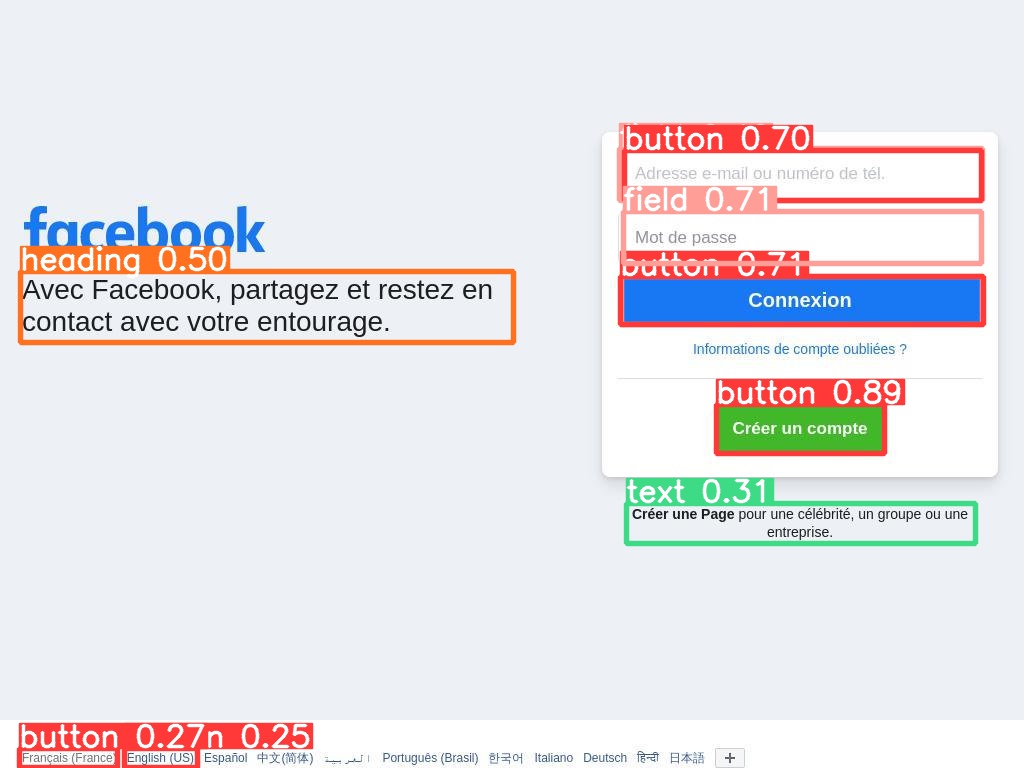 facebook
heading 0.50
Avec Facebook, partagez et restez en
contact avec votre entourage.
button 0.70
Adresse e-mail ou numéro de tél.
field 0.71
Mot de passe
button 0.71
Connexion
Informations de compte oubliées ?
button 0.89
Créer un compte
text 0.31
Créer une Page pour une célébrité, un groupe ou une
entreprise.
button 0.27n 0.25
Français (France) English (US) Español 中文(简体) العربية Português (Brasil) 한국어 Italiano Deutsch हिन्दी 日本語 +